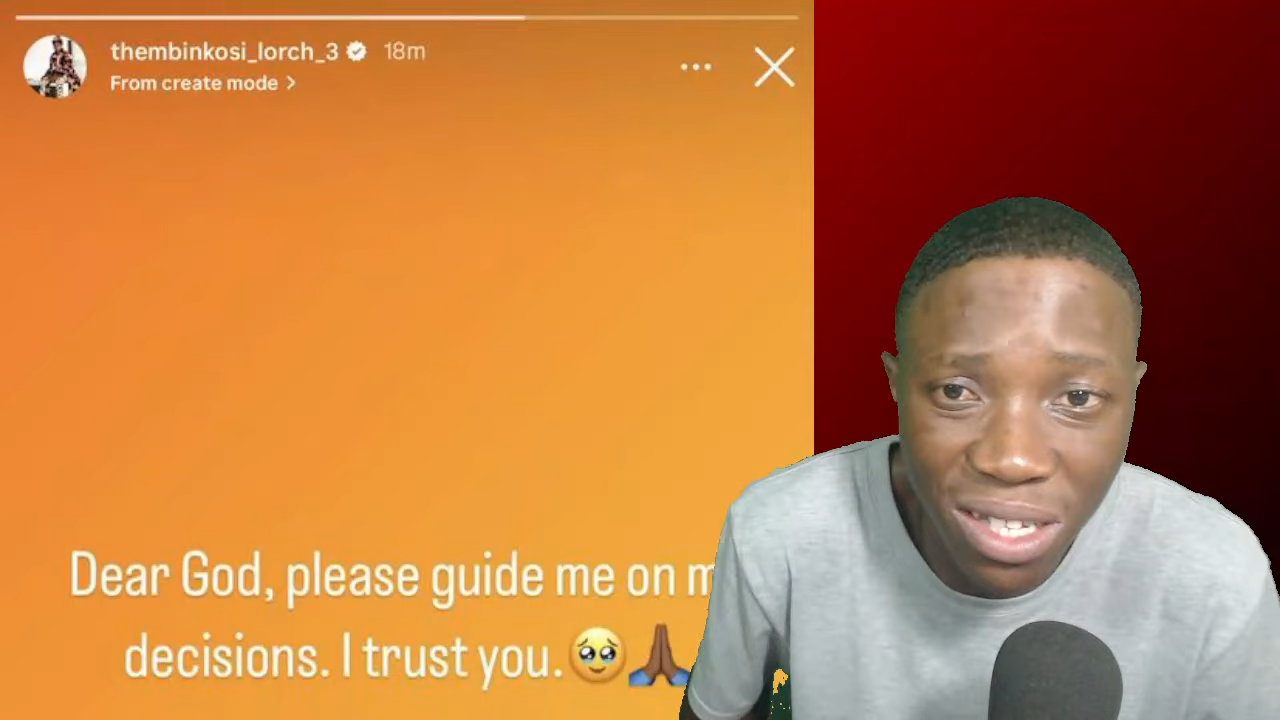 thembinkosi_lorch_3 18m
From create mode >
Dear God, please guide me on
decisions. I trust you.🥹🙏🏾